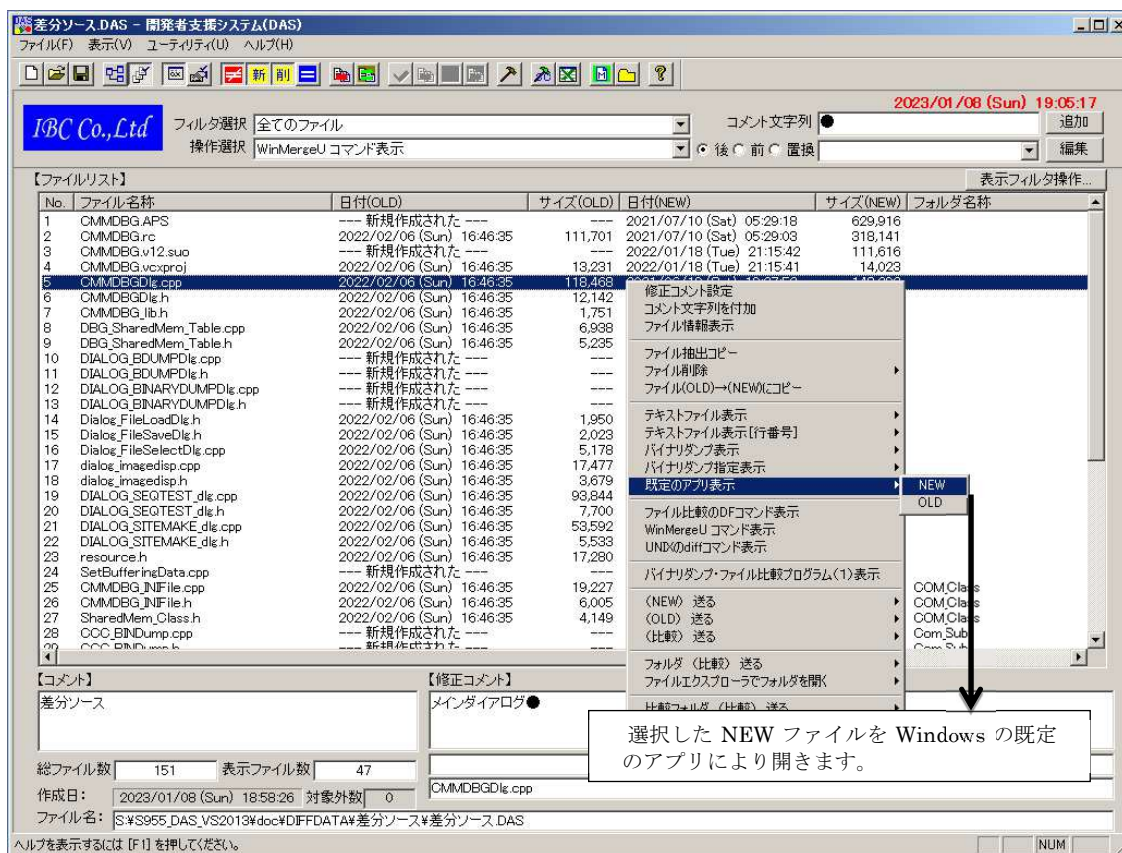 差分ソース.DAS - 開発者支援システム(DAS)
ファイル(F) 表示(V) ユーティリティ(U) ヘルプ(H)
新 削
2023/01/08 (Sun) 19:05:17
IBC Co.,Ltd フィルタ選択 全てのファイル コメント文字列 ● 追加
操作選択 WinMergeU コマンド表示 後 前 置換 編集
【ファイルリスト】 表示フィルタ操作...
No. ファイル名称 日付(OLD) サイズ(OLD) 日付(NEW) サイズ(NEW) フォルダ名称
1 CMMDBG.APS --- 新規作成された --- --- 2021/07/10 (Sat) 05:29:18 629,916
2 CMMDBG.rc 2022/02/06 (Sun) 16:46:35 111,701 2021/07/10 (Sat) 05:29:03 318,141
3 CMMDBG.v12.suo --- 新規作成された --- --- 2022/01/18 (Tue) 21:15:42 111,616
4 CMMDBG.vcxproj 2022/02/06 (Sun) 16:46:35 13,231 2022/01/18 (Tue) 21:15:41 14,023
5 CMMDBGDlg.cpp 2022/02/06 (Sun) 16:46:35 118,468
6 CMMDBGDlg.h 2022/02/06 (Sun) 16:46:35 12,142
7 CMMDBG_lib.h 2022/02/06 (Sun) 16:46:35 1,751
8 DBG_SharedMem_Table.cpp 2022/02/06 (Sun) 16:46:35 6,938
9 DBG_SharedMem_Table.h 2022/02/06 (Sun) 16:46:35 5,235
10 DIALOG_BDUMPDlg.cpp --- 新規作成された --- ---
11 DIALOG_BDUMPDlg.h --- 新規作成された --- ---
12 DIALOG_BINARYDUMPDlg.cpp --- 新規作成された --- ---
13 DIALOG_BINARYDUMPDlg.h --- 新規作成された --- ---
14 Dialog_FileLoadDlg.h 2022/02/06 (Sun) 16:46:35 1,950
15 Dialog_FileSaveDlg.h 2022/02/06 (Sun) 16:46:35 2,023
16 Dialog_FileSelectDlg.cpp 2022/02/06 (Sun) 16:46:35 5,178
17 dialog_imagedisp.cpp 2022/02/06 (Sun) 16:46:35 17,477
18 dialog_imagedisp.h 2022/02/06 (Sun) 16:46:35 3,679
19 DIALOG_SEQTEST_dlg.cpp 2022/02/06 (Sun) 16:46:35 93,844
20 DIALOG_SEQTEST_dlg.h 2022/02/06 (Sun) 16:46:35 7,700
21 DIALOG_SITEMAKE_dlg.cpp 2022/02/06 (Sun) 16:46:35 53,592
22 DIALOG_SITEMAKE_dlg.h 2022/02/06 (Sun) 16:46:35 5,533
23 resource.h 2022/02/06 (Sun) 16:46:35 17,280
24 SetBufferingData.cpp --- 新規作成された --- ---
25 CMMDBG_INIFile.cpp 2022/02/06 (Sun) 16:46:35 19,227 COM_Class
26 CMMDBG_INIFile.h 2022/02/06 (Sun) 16:46:35 6,005 COM_Class
27 SharedMem_Class.h 2022/02/06 (Sun) 16:46:35 4,149 COM_Class
28 CCC_BINDump.cpp --- 新規作成された --- --- Com_Sub
29 CCC_BINDump.h --- 新規作成された --- --- Com_Sub
修正コメント設定
コメント文字列を付加
ファイル情報表示
ファイル抽出コピー
ファイル削除
ファイル(OLD)→(NEW)にコピー
テキストファイル表示
テキストファイル表示[行番号]
バイナリダンプ表示
バイナリダンプ指定表示
既定のアプリ表示
NEW
OLD
ファイル比較のDFコマンド表示
WinMergeU コマンド表示
UNIXのdiffコマンド表示
バイナリダンプ・ファイル比較プログラム(1)表示
(NEW) 送る
(OLD) 送る
(比較) 送る
フォルダ (比較) 送る
ファイルエクスプローラでフォルダを開く
比較フォルダ (比較) 送る
【コメント】 【修正コメント】
差分ソース メインダイアログ●
選択した NEW ファイルを Windows の既定
のアプリにより開きます。
総ファイル数 151 表示ファイル数 47
作成日: 2023/01/08 (Sun) 18:58:26 対象外数 0 CMMDBGDlg.cpp
ファイル名: S:¥S955_DAS_VS2013¥doc¥DIFFDATA¥差分ソース¥差分ソース.DAS
ヘルプを表示するには [F1] を押してください。 NUM